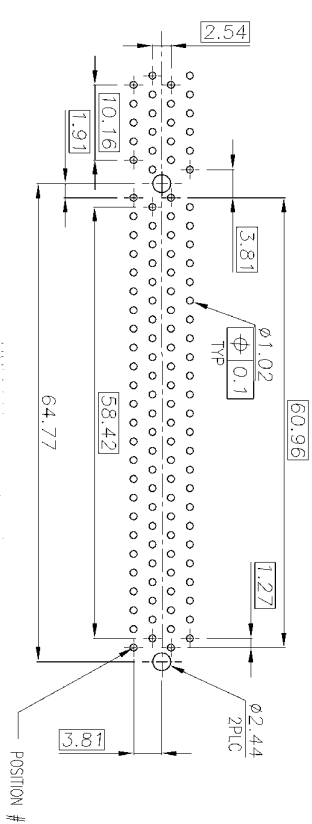 2.54
10.16
1.91
3.81
ø1.02
⌖ 0.1
TYP
60.96
58.42
64.77
1.27
ø2.44
2PLC
3.81
POSITION #